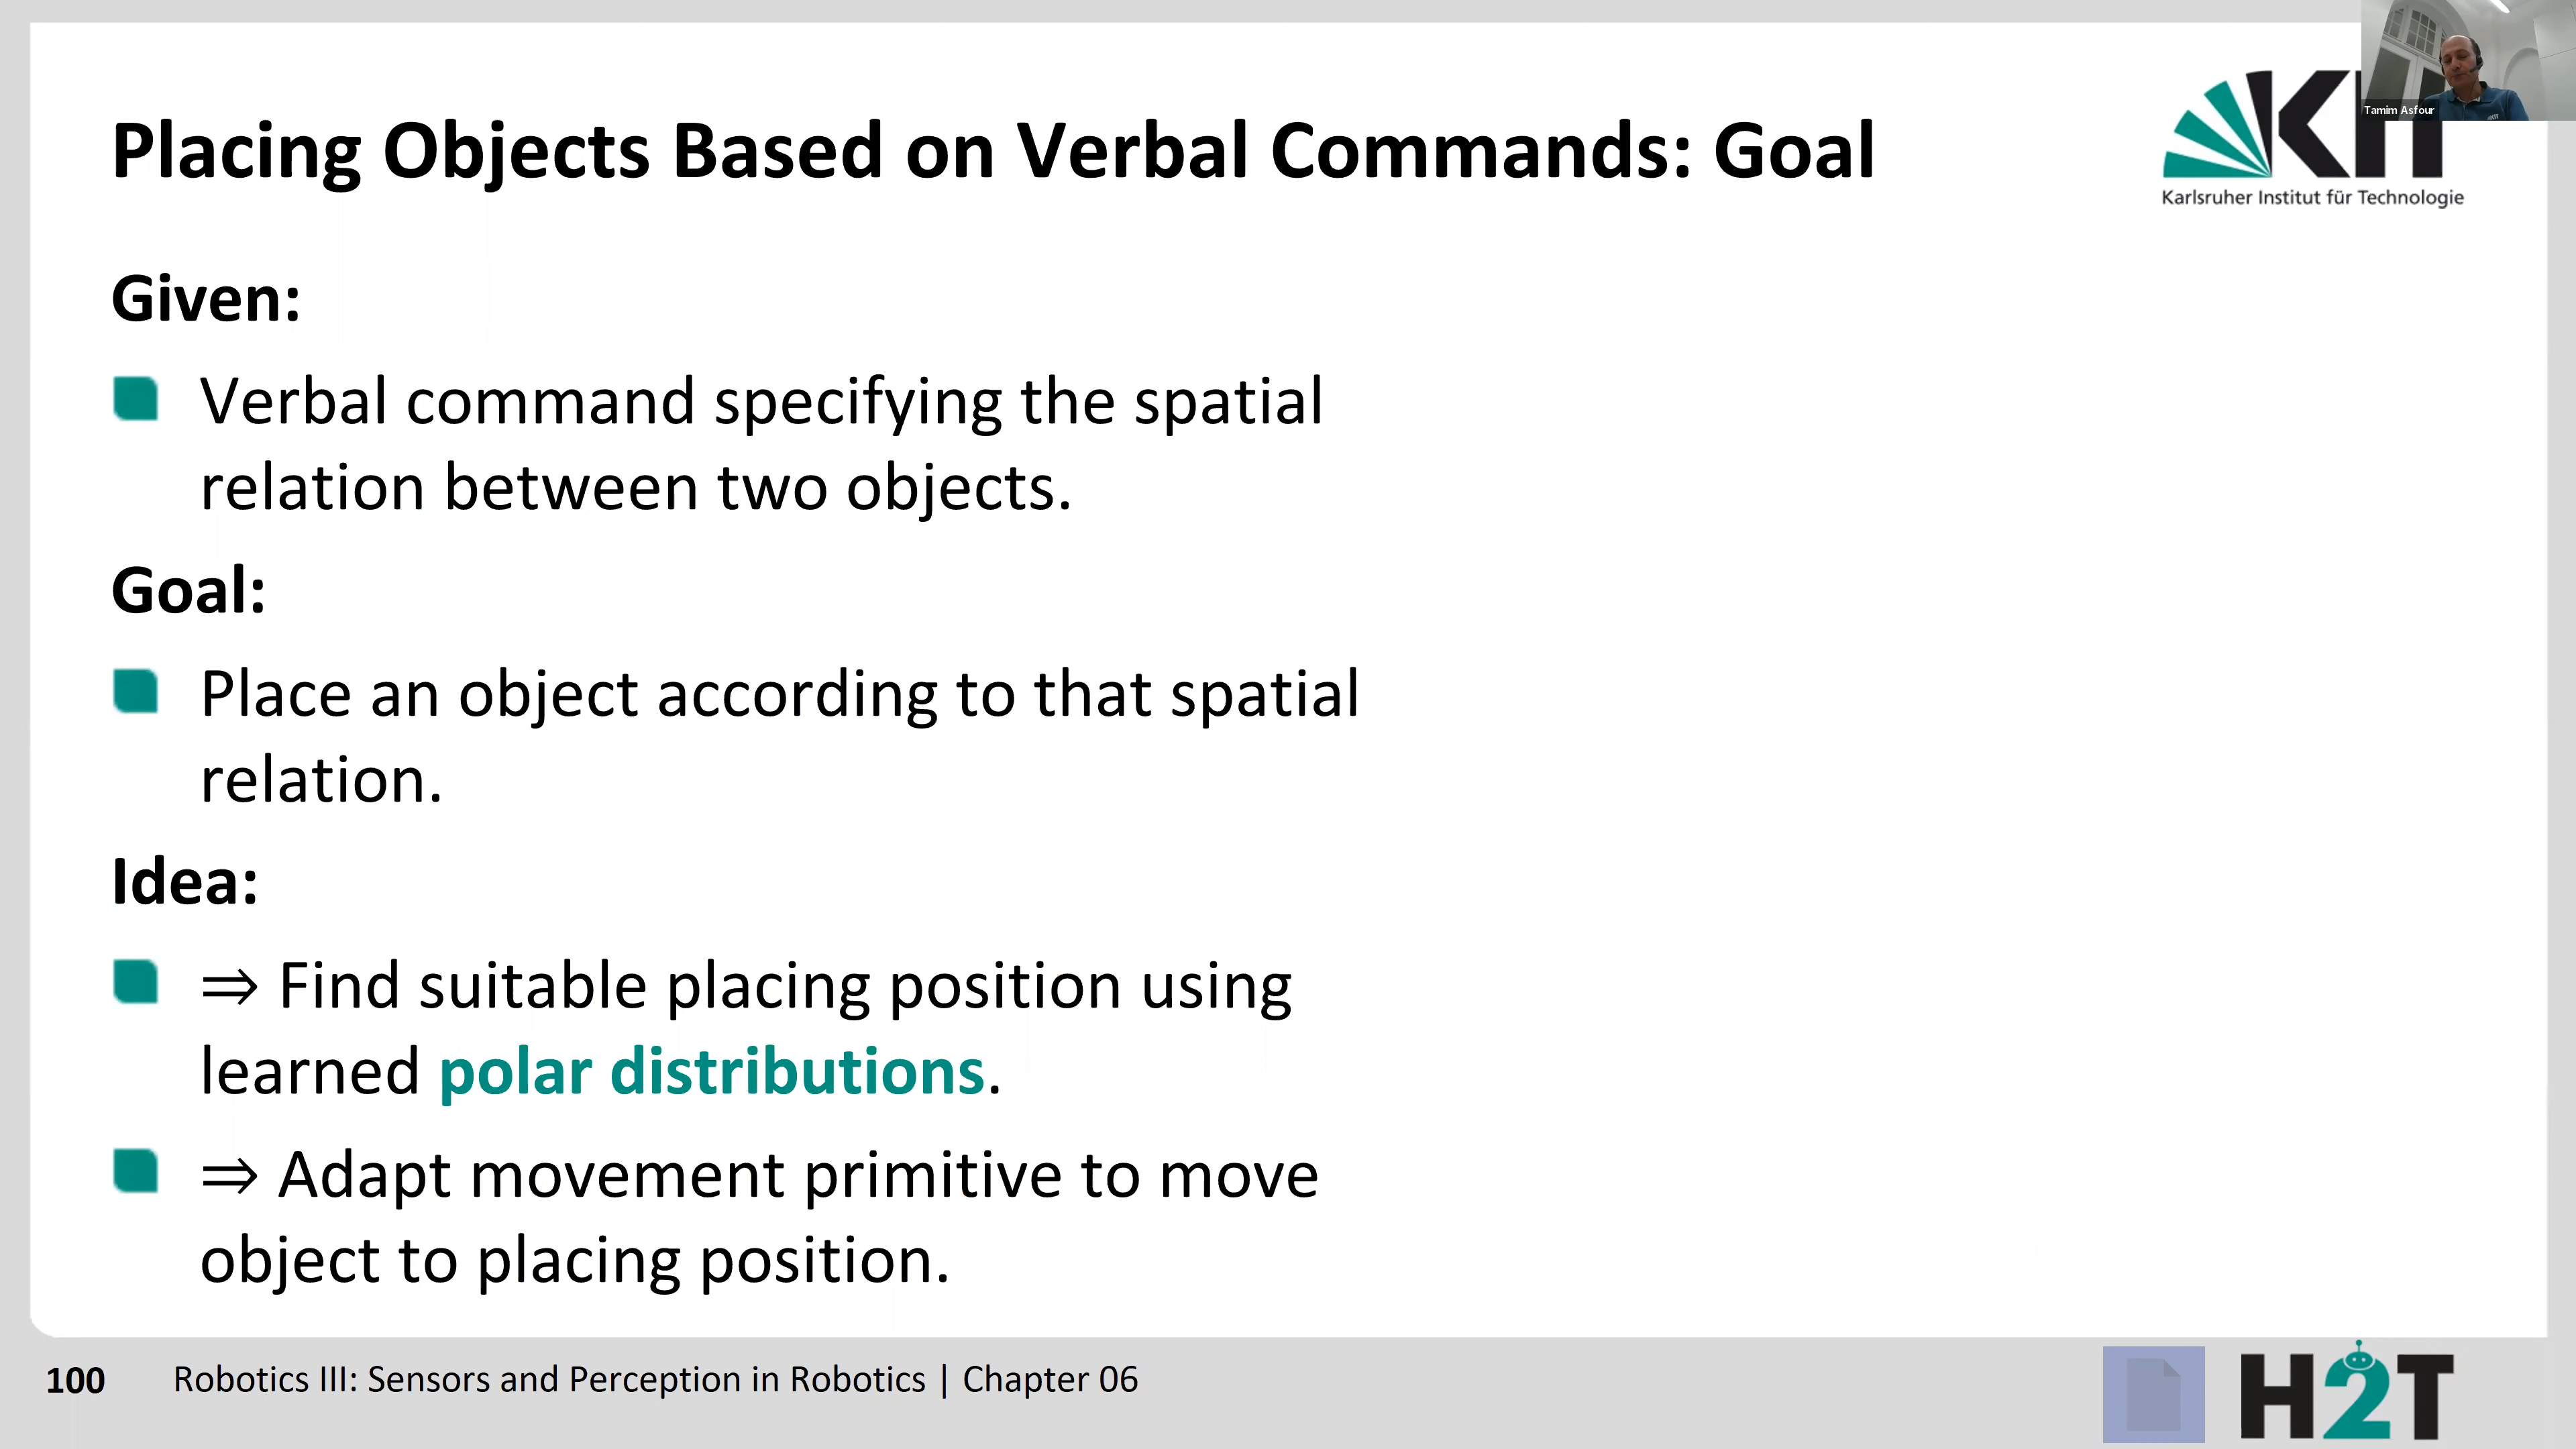 Placing Objects Based on Verbal Commands: Goal
Tamim Asfour
Karlsruher Institut für Technologie
Given:
Verbal command specifying the spatial
relation between two objects.
Goal:
Place an object according to that spatial
relation.
Idea:
⇒ Find suitable placing position using
learned polar distributions.
⇒ Adapt movement primitive to move
object to placing position.
100 Robotics III: Sensors and Perception in Robotics | Chapter 06
H2T